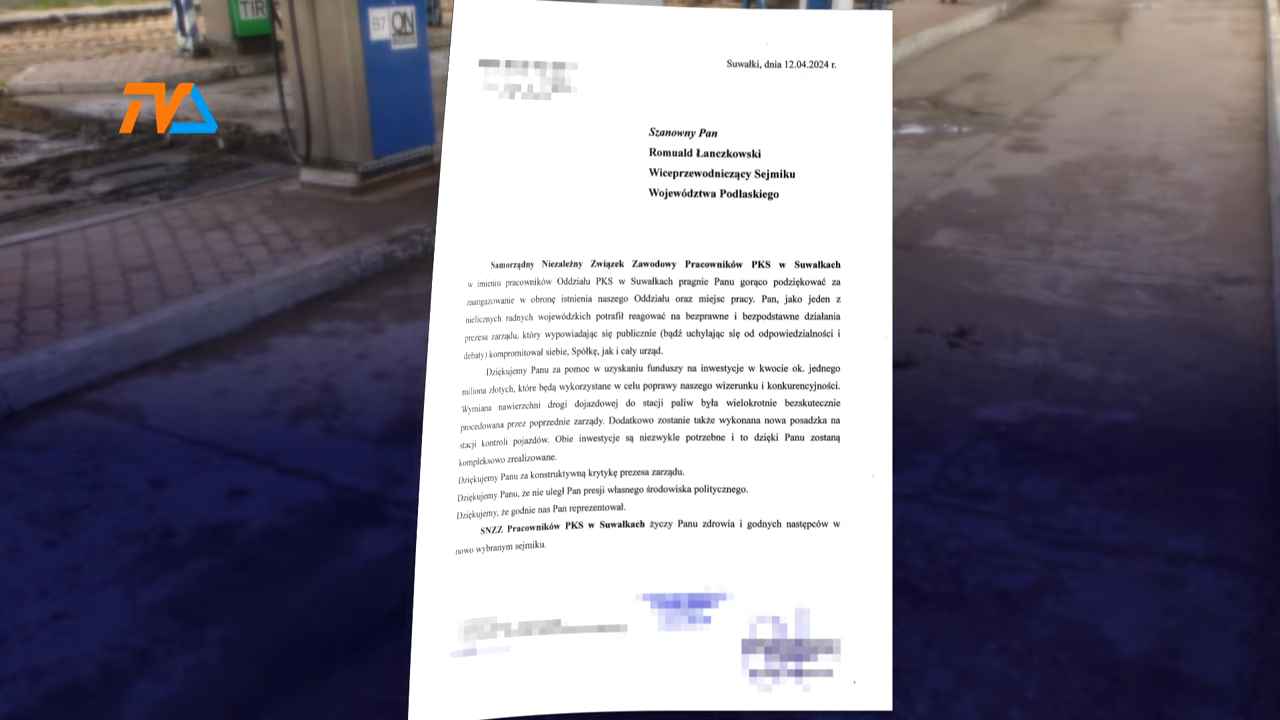 TIR
B7 ON
TVS
Suwałki, dnia 12.04.2024 r.
Szanowny Pan
Romuald Łanczkowski
Wiceprzewodniczący Sejmiku
Województwa Podlaskiego
Samorządny Niezależny Związek Zawodowy Pracowników PKS w Suwałkach
w imieniu pracowników Oddziału PKS w Suwałkach pragnie Panu gorąco podziękować za
zaangażowanie w obronę istnienia naszego Oddziału oraz miejsc pracy. Pan, jako jeden z
nielicznych radnych wojewódzkich potrafił reagować na bezprawne i bezpodstawne działania
prezesa zarządu, który wypowiadając się publicznie (bądź uchylając się od odpowiedzialności i
debaty) kompromitował siebie, Spółkę, jak i cały urząd.
Dziękujemy Panu za pomoc w uzyskaniu funduszy na inwestycje w kwocie ok. jednego
miliona złotych, które będą wykorzystane w celu poprawy naszego wizerunku i konkurencyjności.
Wymiana nawierzchni drogi dojazdowej do stacji paliw była wielokrotnie bezskutecznie
procedowana przez poprzednie zarządy. Dodatkowo zostanie także wykonana nowa posadzka na
stacji kontroli pojazdów. Obie inwestycje są niezwykle potrzebne i to dzięki Panu zostaną
kompleksowo zrealizowane.
Dziękujemy Panu za konstruktywną krytykę prezesa zarządu.
Dziękujemy Panu, że nie uległ Pan presji własnego środowiska politycznego.
Dziękujemy, że godnie nas Pan reprezentował.
SNZZ Pracowników PKS w Suwałkach życzy Panu zdrowia i godnych następców w
nowo wybranym sejmiku.